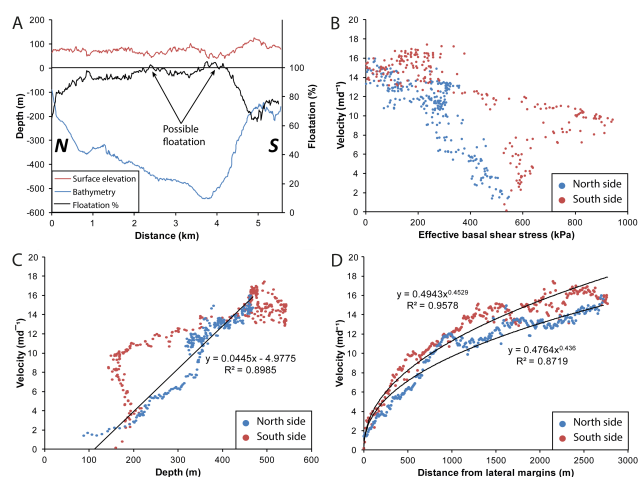 A
200
100
0
-100
-200
-300
-400
-500
-600
Depth (m)
100
80
60
40
20
0
Floatation (%)
Possible
floatation
N
S
Surface elevation
Bathymetry
Floatation %
0 1 2 3 4 5
Distance (km)
B
20
18
16
14
12
10
8
6
4
2
0
Velocity (md⁻¹)
North side
South side
0 200 400 600 800 1000
Effective basal shear stress (kPa)
C
20
18
16
14
12
10
8
6
4
2
0
Velocity (md⁻¹)
y = 0.0445x - 4.9775
R² = 0.8985
North side
South side
0 100 200 300 400 500 600
Depth (m)
D
20
18
16
14
12
10
8
6
4
2
0
Velocity (md⁻¹)
y = 0.4943x^0.4529
R² = 0.9578
y = 0.4764x^0.436
R² = 0.8719
North side
South side
0 500 1000 1500 2000 2500 3000
Distance from lateral margins (m)